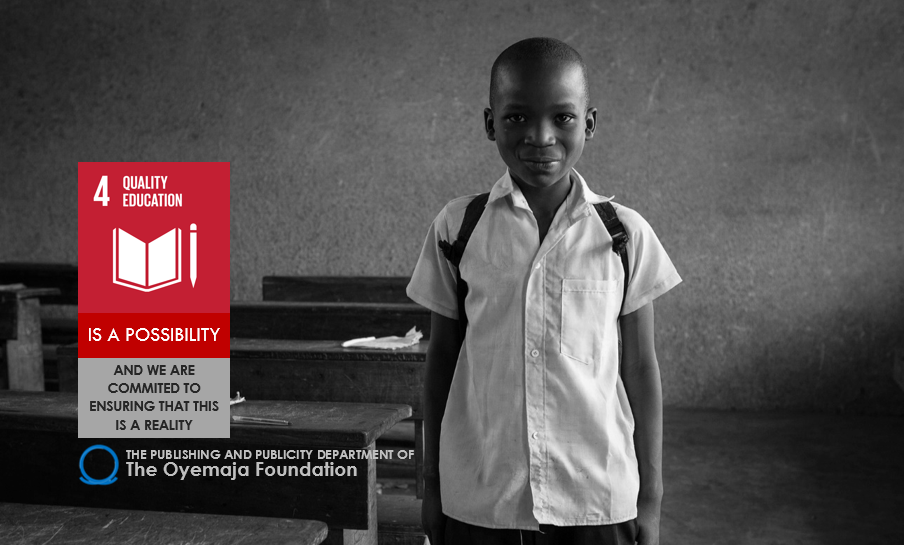 4 QUALITY
EDUCATION
IS A POSSIBILITY
AND WE ARE
COMMITED TO
ENSURING THAT THIS
IS A REALITY
THE PUBLISHING AND PUBLICITY DEPARTMENT OF
The Oyemaja Foundation